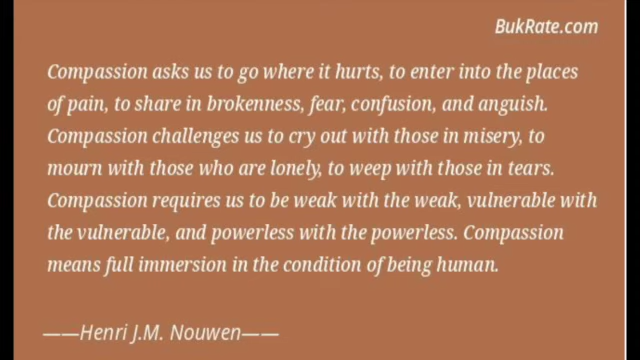 BukRate.com
Compassion asks us to go where it hurts, to enter into the places
of pain, to share in brokenness, fear, confusion, and anguish.
Compassion challenges us to cry out with those in misery, to
mourn with those who are lonely, to weep with those in tears.
Compassion requires us to be weak with the weak, vulnerable with
the vulnerable, and powerless with the powerless. Compassion
means full immersion in the condition of being human.
——Henri J.M. Nouwen——